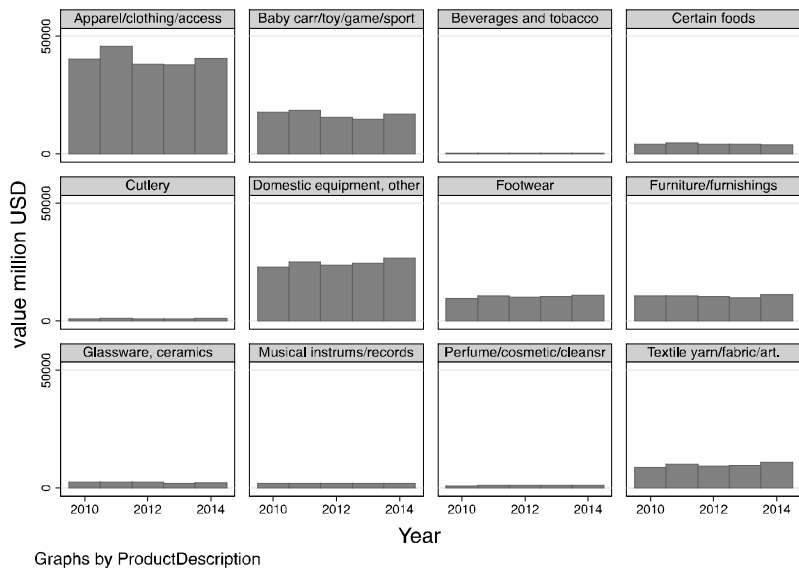 Apparel/clothing/access
Baby carr/toy/game/sport
Beverages and tobacco
Certain foods
50000
0
Cutlery
Domestic equipment, other
Footwear
Furniture/furnishings
50000
0
value million USD
Glassware, ceramics
Musical instrums/records
Perfume/cosmetic/cleansr
Textile yarn/fabric/art.
50000
0
2010 2012 2014
2010 2012 2014
2010 2012 2014
2010 2012 2014
Year
Graphs by ProductDescription